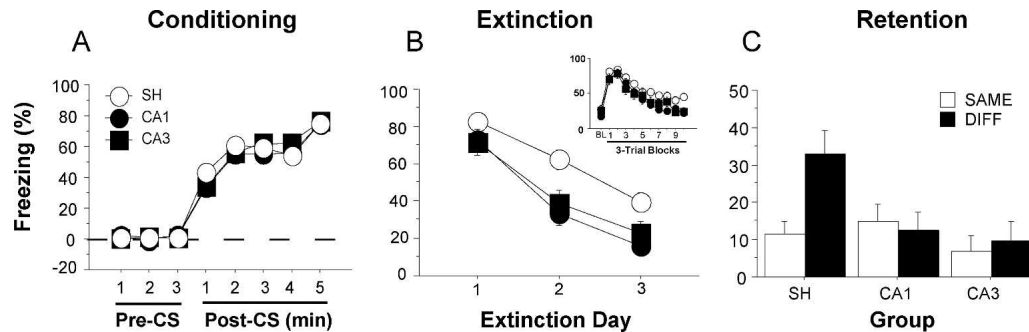 Conditioning
Extinction
Retention
A
B
C
Freezing (%)
100
80
60
40
20
0
-20
SH
CA1
CA3
1 2 3 1 2 3 4 5
Pre-CS Post-CS (min)
100
80
60
40
20
0
1 2 3
Extinction Day
100
50
0
BL 1 3 5 7 9
3-Trial Blocks
50
40
30
20
10
0
SAME
DIFF
SH CA1 CA3
Group